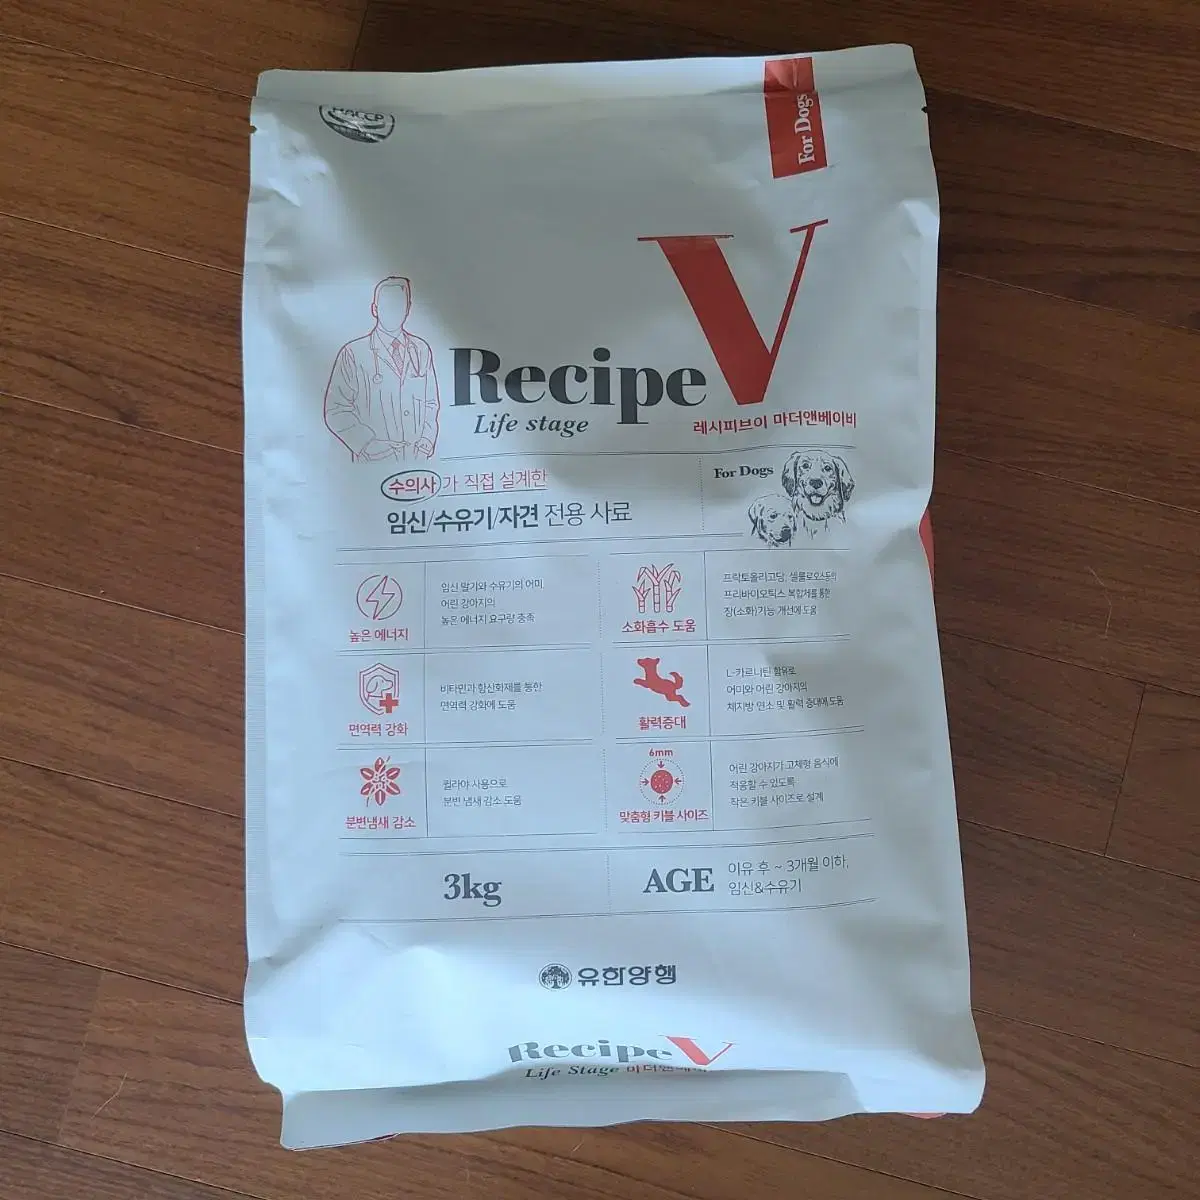 HACCP
For Dogs
V
Recipe
Life stage
레시피브이 마더앤베이비
수의사가 직접 설계한
임신/수유기/자견 전용 사료
For Dogs
높은 에너지
임신 말기와 수유기의 어미,
어린 강아지의
높은 에너지 요구량 충족
소화흡수 도움
프락토올리고당, 셀룰로오스등의
프리바이오틱스 복합처를 통한
장(소화)기능 개선에 도움
면역력 강화
비타민과 항산화제를 통한
면역력 강화에 도움
활력증대
L-카르니틴 함유로
어미와 어린 강아지의
체지방 연소 및 활력 증대에 도움
분변냄새 감소
퀼라야 사용으로
분변 냄새 감소 도움
6mm
맞춤형 키블 사이즈
어린 강아지가 고체형 음식에
적응할 수 있도록
작은 키블 사이즈로 설계
3kg
AGE
이유 후 ~ 3개월 이하,
임신&수유기
유한양행
Recipe V
Life Stage 마더앤베이비